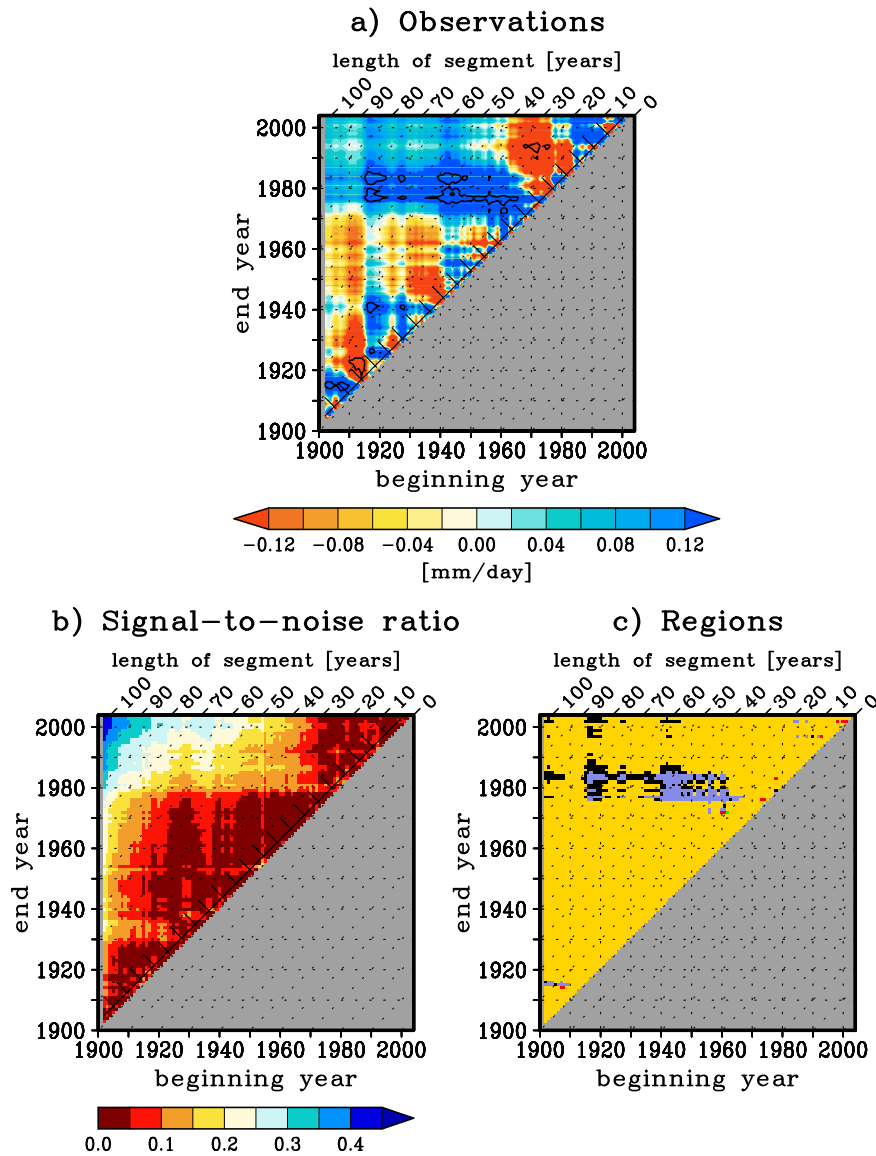 a) Observations
length of segment [years]
100 90 80 70 60 50 40 30 20 10 0
2000
1980
1960
1940
1920
1900
end year
1900 1920 1940 1960 1980 2000
beginning year
−0.12 −0.08 −0.04 0.00 0.04 0.08 0.12
[mm/day]
b) Signal−to−noise ratio
length of segment [years]
100 90 80 70 60 50 40 30 20 10 0
2000
1980
1960
1940
1920
1900
end year
1900 1920 1940 1960 1980 2000
beginning year
0.0 0.1 0.2 0.3 0.4
c) Regions
length of segment [years]
100 90 80 70 60 50 40 30 20 10 0
2000
1980
1960
1940
1920
1900
end year
1900 1920 1940 1960 1980 2000
beginning year